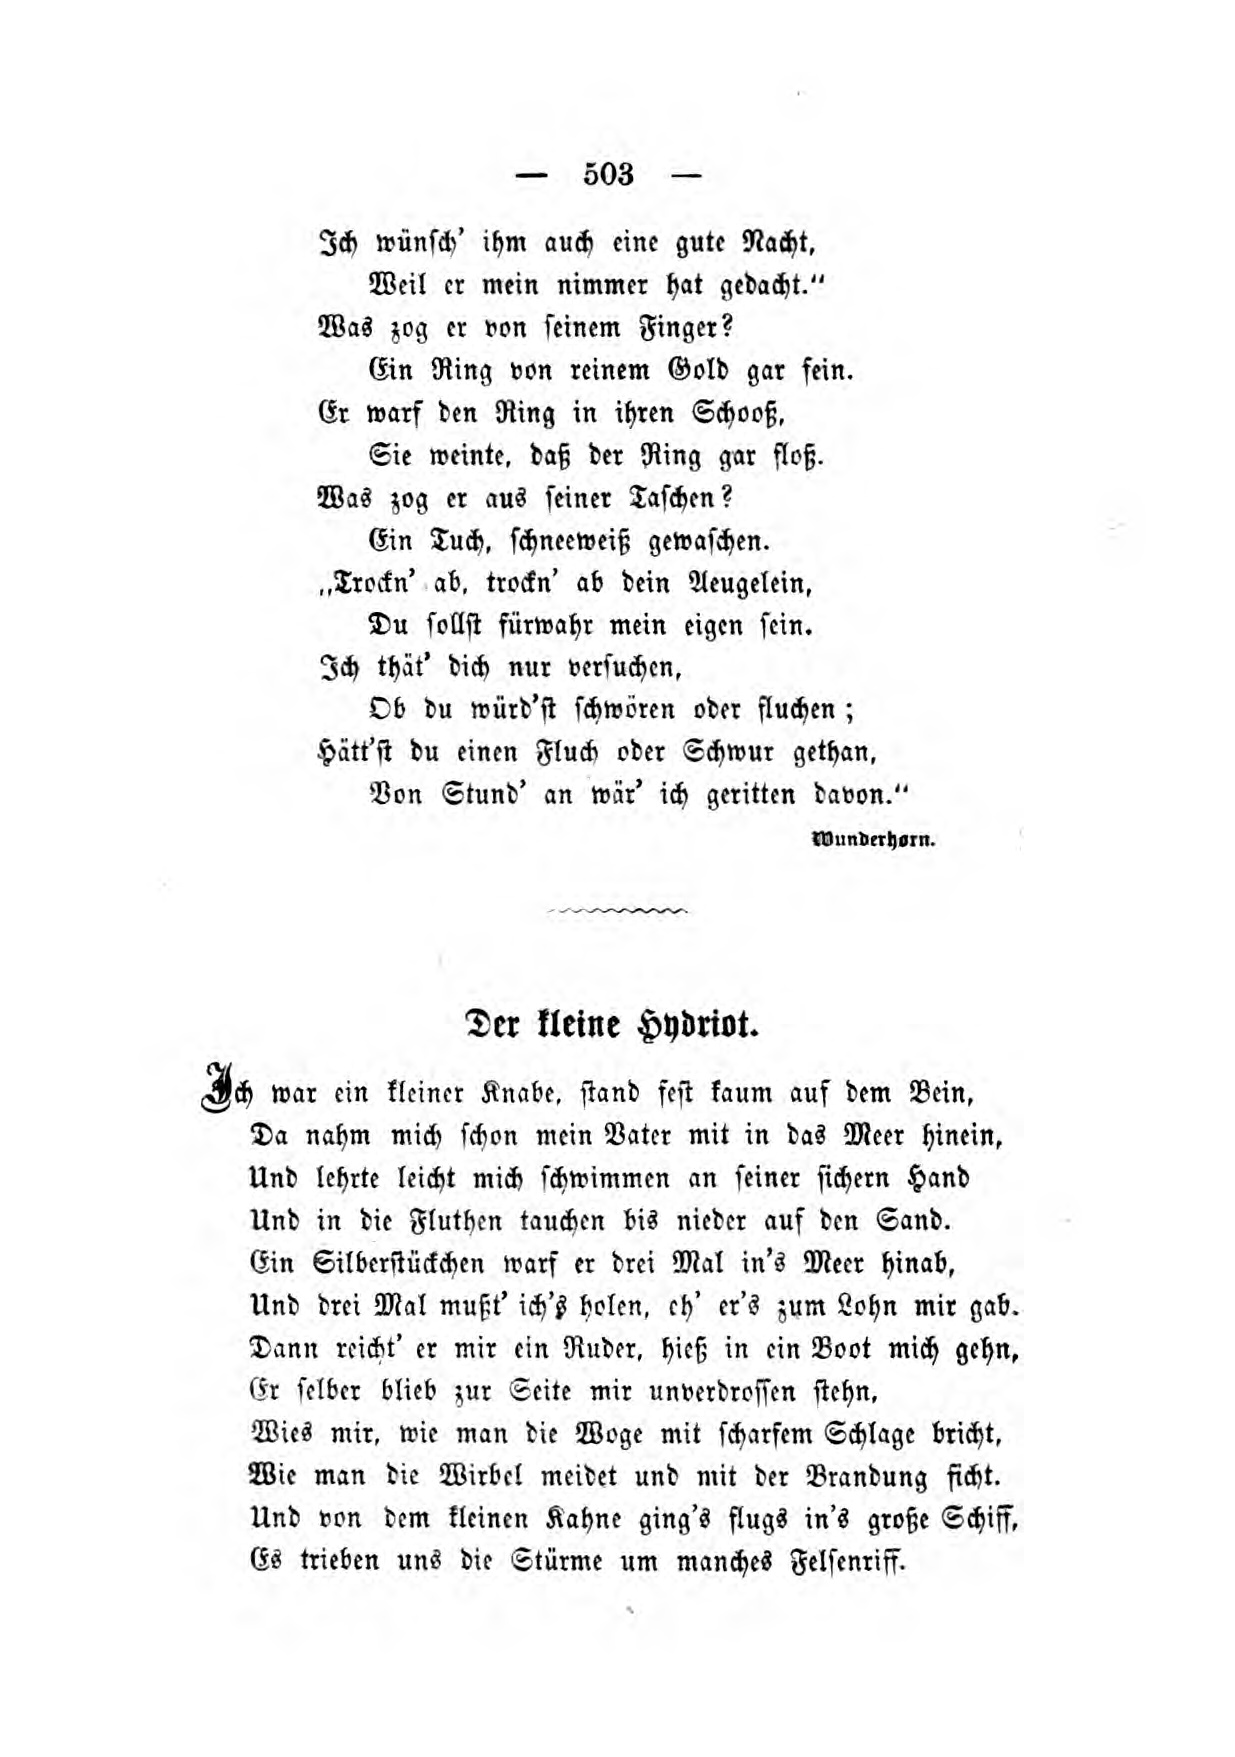 — 503 —
Ich wünſch’ ihm auch eine gute Nacht,
Weil er mein nimmer hat gedacht.“
Was zog er von ſeinem Finger?
Ein Ring von reinem Gold gar fein.
Er warf den Ring in ihren Schooß,
Sie weinte, daß der Ring gar floß.
Was zog er aus ſeiner Taſchen?
Ein Tuch, ſchneeweiß gewaſchen.
„Trockn’ ab, trockn’ ab dein Aeugelein,
Du ſollſt fürwahr mein eigen ſein.
Ich thät’ dich nur verſuchen,
Ob du würd’ſt ſchwören oder fluchen;
Hätt’ſt du einen Fluch oder Schwur gethan,
Von Stund’ an wär’ ich geritten davon.“
Wunderhorn.
Der kleine Hydriot.
Ich war ein kleiner Knabe, ſtand feſt kaum auf dem Bein,
Da nahm mich ſchon mein Vater mit in das Meer hinein,
Und lehrte leicht mich ſchwimmen an ſeiner ſichern Hand
Und in die Fluthen tauchen bis nieder auf den Sand.
Ein Silberſtückchen warf er drei Mal in’s Meer hinab,
Und drei Mal mußt’ ich’s holen, eh’ er’s zum Lohn mir gab.
Dann reicht’ er mir ein Ruder, hieß in ein Boot mich gehn,
Er ſelber blieb zur Seite mir unverdroſſen ſtehn,
Wies mir, wie man die Woge mit ſcharfem Schlage bricht,
Wie man die Wirbel meidet und mit der Brandung ficht.
Und von dem kleinen Kahne ging’s flugs in’s große Schiff,
Es trieben uns die Stürme um manches Felſenriff.